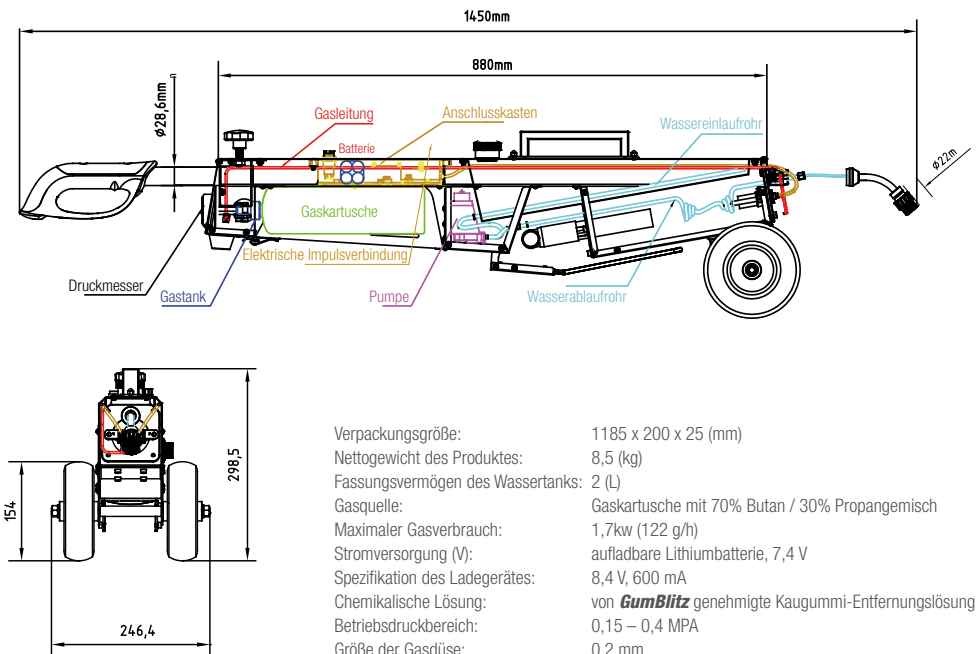 1450mm
880mm
ø28,6mm
n
Gasleitung
Anschlusskasten
Batterie
Wassereinlaufrohr
ø22m
Gaskartusche
Elektrische Impulsverbindung
Druckmesser
Gastank
Pumpe
Wasserablaufrohr
298,5
154
246,4
Verpackungsgröße: 1185 x 200 x 25 (mm)
Nettogewicht des Produktes: 8,5 (kg)
Fassungsvermögen des Wassertanks: 2 (L)
Gasquelle: Gaskartusche mit 70% Butan / 30% Propangemisch
Maximaler Gasverbrauch: 1,7kw (122 g/h)
Stromversorgung (V): aufladbare Lithiumbatterie, 7,4 V
Spezifikation des Ladegerätes: 8,4 V, 600 mA
Chemikalische Lösung: von GumBlitz genehmigte Kaugummi-Entfernungslösung
Betriebsdruckbereich: 0,15 – 0,4 MPA
Größe der Gasdüse: 0,2 mm